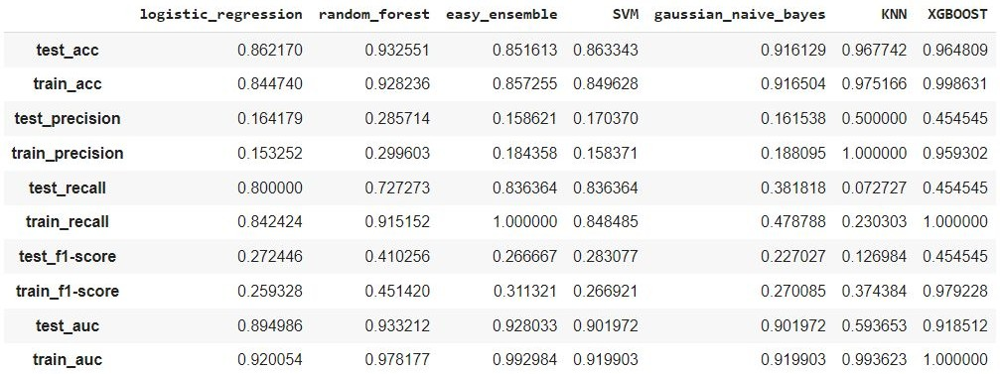 logistic_regression random_forest easy_ensemble SVM gaussian_naive_bayes KNN XGBOOST
test_acc 0.862170 0.932551 0.851613 0.863343 0.916129 0.967742 0.964809
train_acc 0.844740 0.928236 0.857255 0.849628 0.916504 0.975166 0.998631
test_precision 0.164179 0.285714 0.158621 0.170370 0.161538 0.500000 0.454545
train_precision 0.153252 0.299603 0.184358 0.158371 0.188095 1.000000 0.959302
test_recall 0.800000 0.727273 0.836364 0.836364 0.381818 0.072727 0.454545
train_recall 0.842424 0.915152 1.000000 0.848485 0.478788 0.230303 1.000000
test_f1-score 0.272446 0.410256 0.266667 0.283077 0.227027 0.126984 0.454545
train_f1-score 0.259328 0.451420 0.311321 0.266921 0.270085 0.374384 0.979228
test_auc 0.894986 0.933212 0.928033 0.901972 0.901972 0.593653 0.918512
train_auc 0.920054 0.978177 0.992984 0.919903 0.919903 0.993623 1.000000